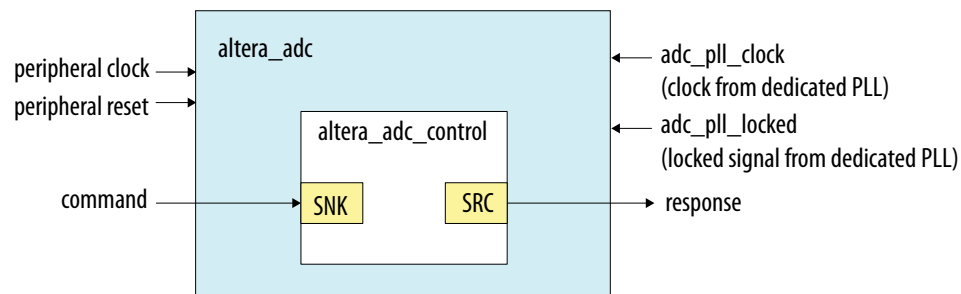 altera_adc
peripheral clock
peripheral reset
adc_pll_clock
(clock from dedicated PLL)
adc_pll_locked
(locked signal from dedicated PLL)
altera_adc_control
command
SNK
SRC
response